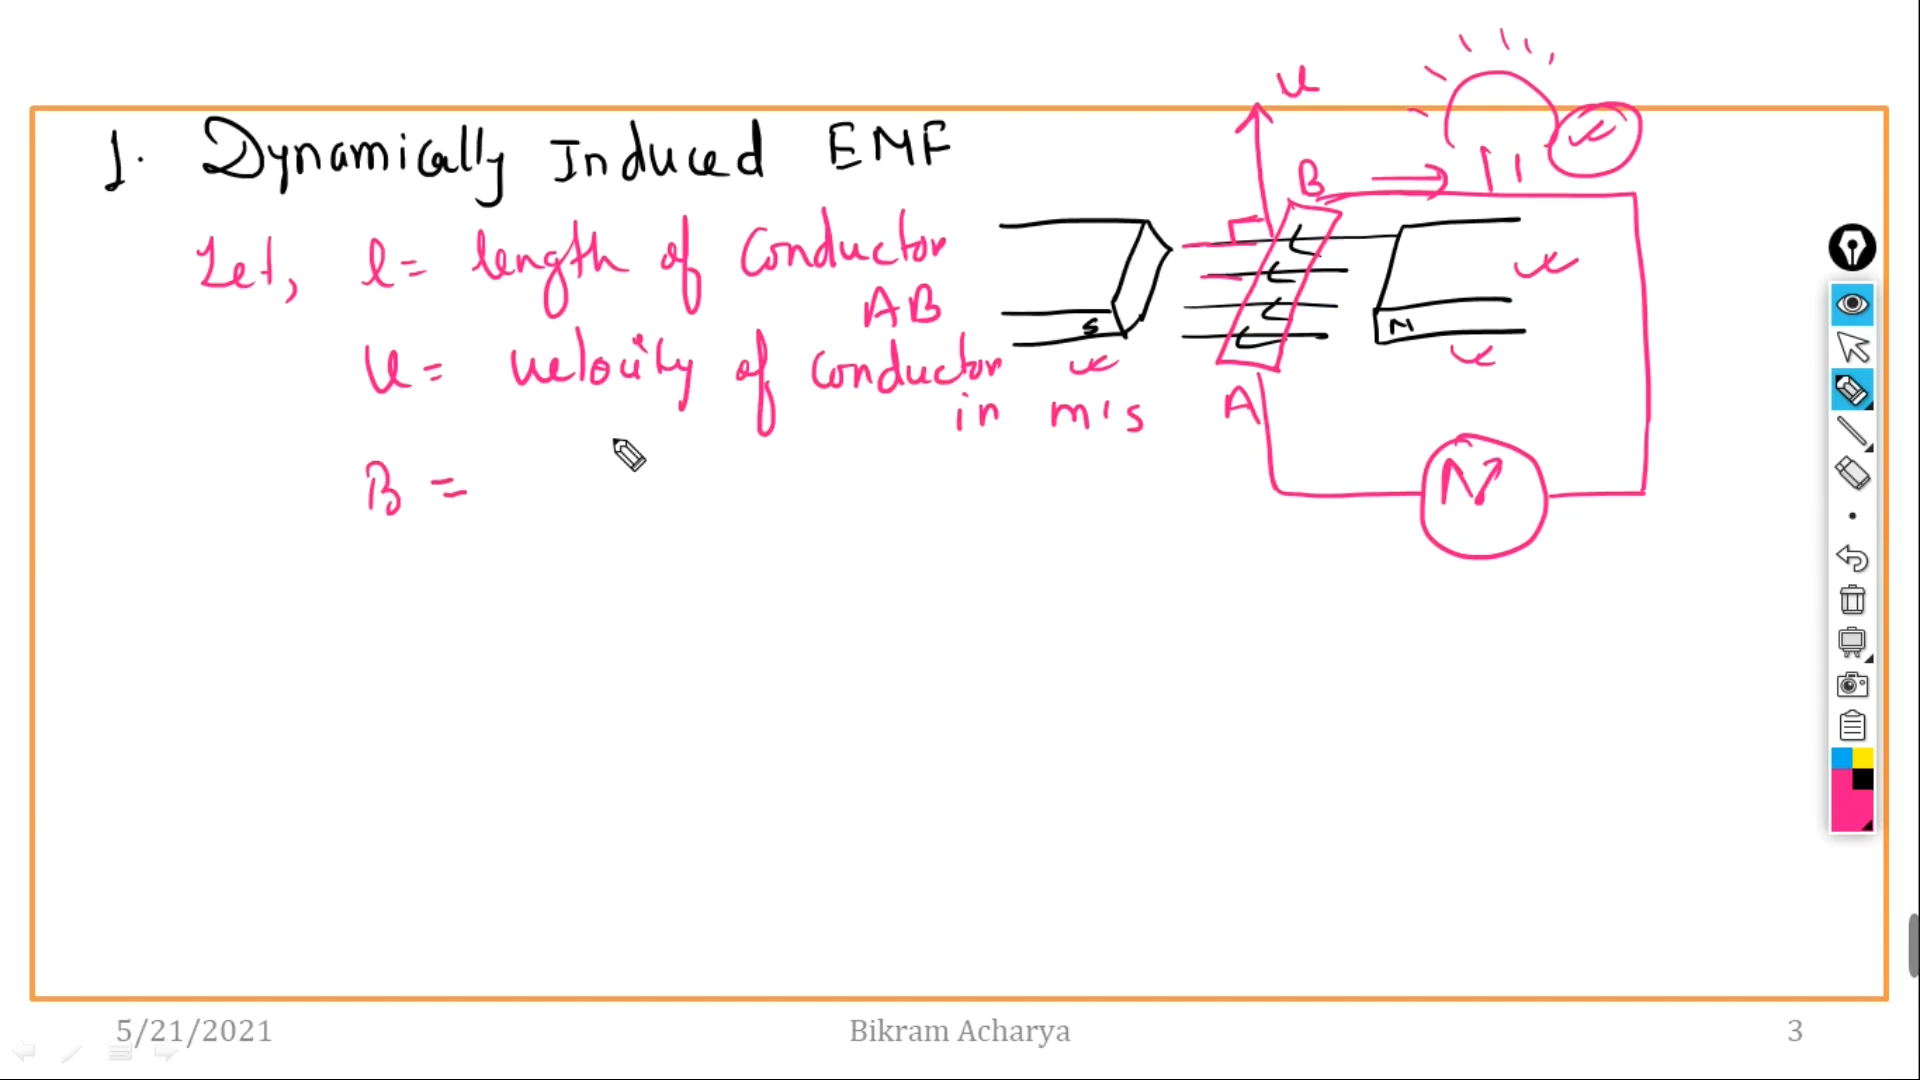 1. Dynamically Induced EMF
Let, l = length of conductor
AB
v = velocity of conductor
in m/s
B =
v
B
S
N
A
5/21/2021
Bikram Acharya
3